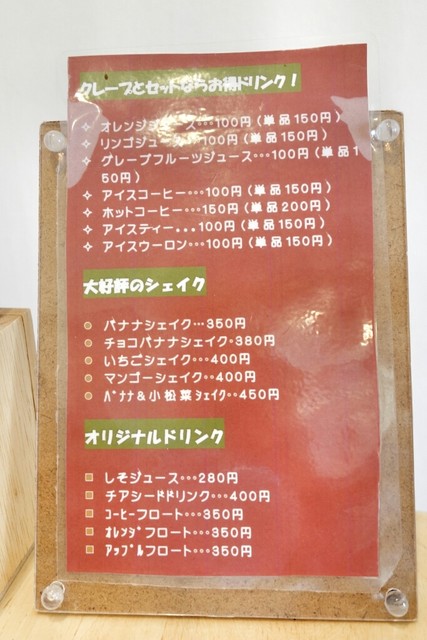 クレープとセットならお得ドリンク！
✧ オレンジジュース･･･100円（単品150円）
✧ リンゴジュース･･･100円（単品150円）
✧ グレープフルーツジュース･･･100円（単品1
50円）
✧ アイスコーヒー･･･100円（単品150円）
✧ ホットコーヒー･･･150円（単品200円）
✧ アイスティー...100円（単品150円）
✧ アイスウーロン･･･100円（単品150円）
大好評のシェイク
バナナシェイク･･･350円
チョコバナナシェイク･380円
いちごシェイク･･･400円
マンゴーシェイク･･400円
ﾊﾞﾅﾅ＆小松菜ｼｪｲｸ･･450円
オリジナルドリンク
しそジュース･･･280円
チアシードドリンク･･･400円
ｺｰﾋｰフロート･･･350円
ｵﾚﾝｼﾞフロート･･･350円
ｱｯﾌﾟﾙフロート･･･350円